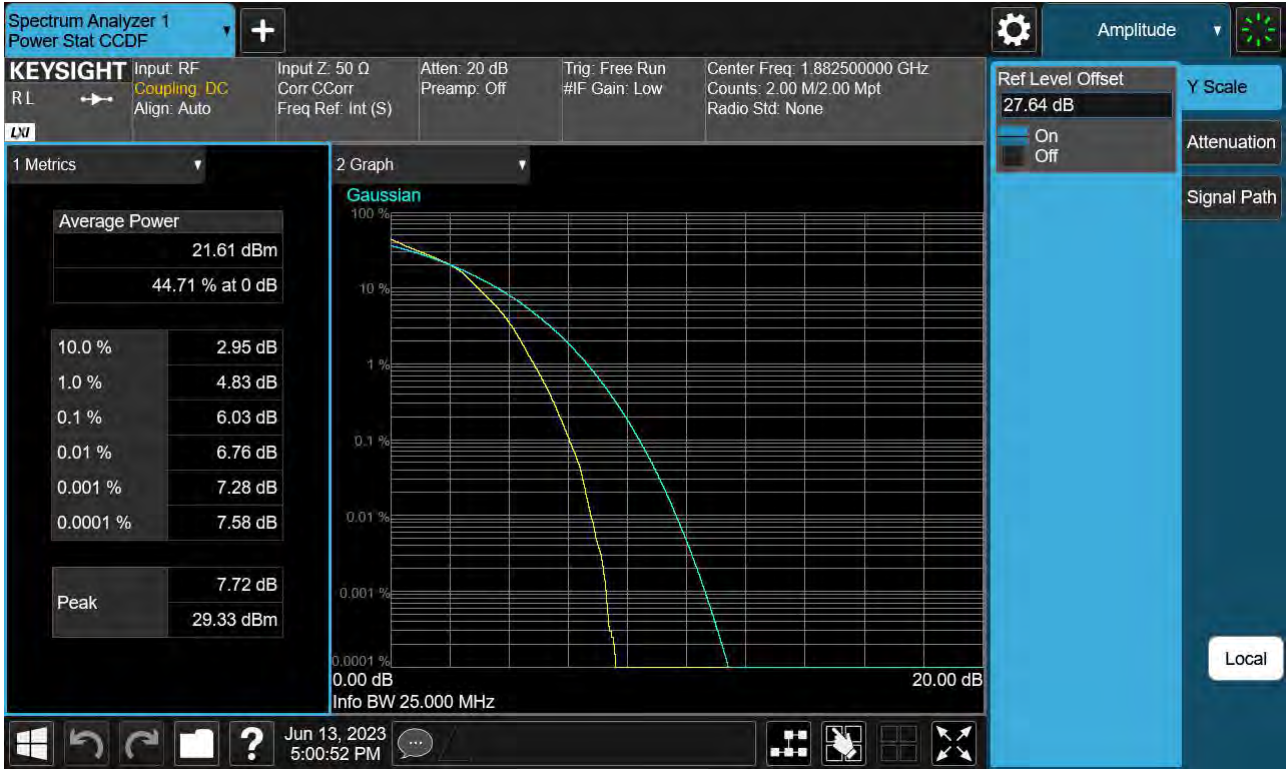 Spectrum Analyzer 1
Power Stat CCDF
+
Amplitude
KEYSIGHT
RL
LXI
Input: RF
Coupling: DC
Align: Auto
Input Z: 50 Ω
Corr CCorr
Freq Ref: Int (S)
Atten: 20 dB
Preamp: Off
Trig: Free Run
#IF Gain: Low
Center Freq: 1.882500000 GHz
Counts: 2.00 M/2.00 Mpt
Radio Std: None
Ref Level Offset
27.64 dB
On
Off
Y Scale
Attenuation
Signal Path
Local
1 Metrics
Average Power
21.61 dBm
44.71 % at 0 dB
10.0 % 2.95 dB
1.0 % 4.83 dB
0.1 % 6.03 dB
0.01 % 6.76 dB
0.001 % 7.28 dB
0.0001 % 7.58 dB
Peak
7.72 dB
29.33 dBm
2 Graph
Gaussian
100 %
10 %
1 %
0.1 %
0.01 %
0.001 %
0.0001 %
0.00 dB 20.00 dB
Info BW 25.000 MHz
?
Jun 13, 2023
5:00:52 PM